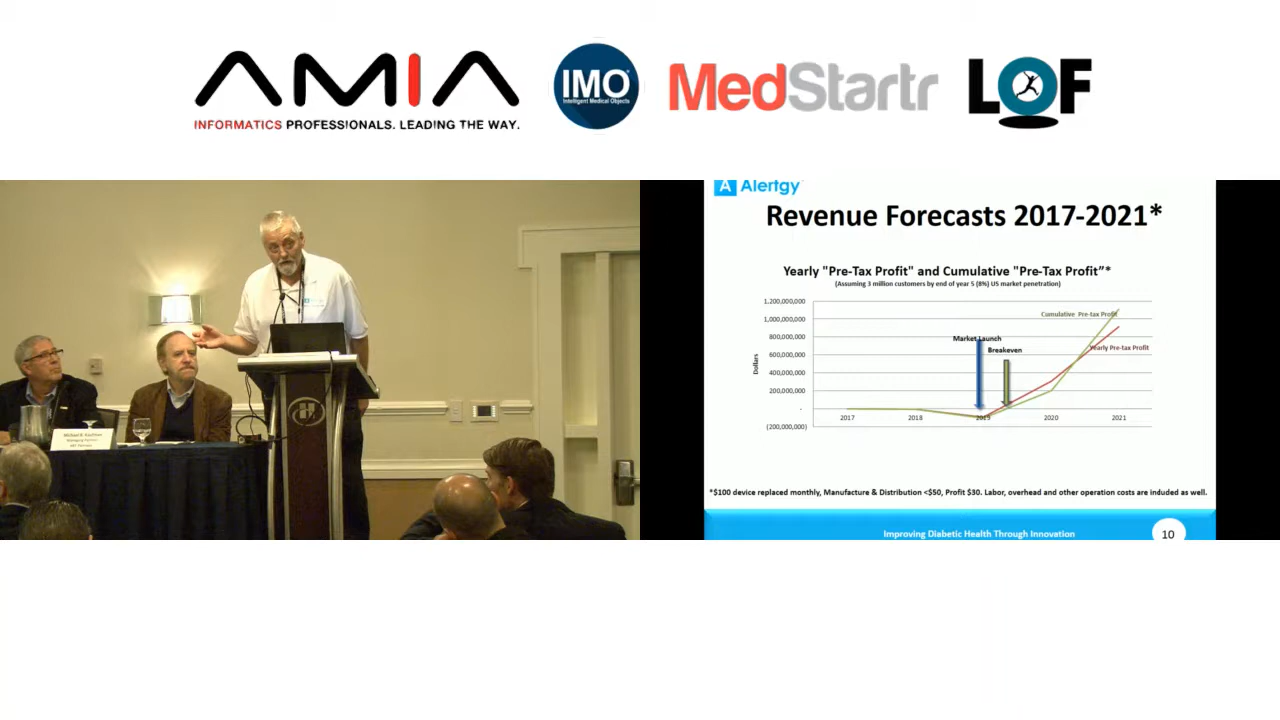 AMIA
INFORMATICS PROFESSIONALS. LEADING THE WAY.
IMO
Intelligent Medical Objects
MedStartr
LOF
A Alertgy
Revenue Forecasts 2017-2021*
Yearly "Pre-Tax Profit" and Cumulative "Pre-Tax Profit”*
(Assuming 3 million customers by end of year 5 (8%) US market penetration)
1,200,000,000
1,000,000,000
800,000,000
600,000,000
400,000,000
200,000,000
-
(200,000,000)
Dollars
Cumulative Pre-tax Profit
Market Launch
Breakeven
Yearly Pre-tax Profit
2017 2018 2019 2020 2021
*$100 device replaced monthly, Manufacture & Distribution <$50, Profit $30. Labor, overhead and other operation costs are inluded as well.
Improving Diabetic Health Through Innovation
10